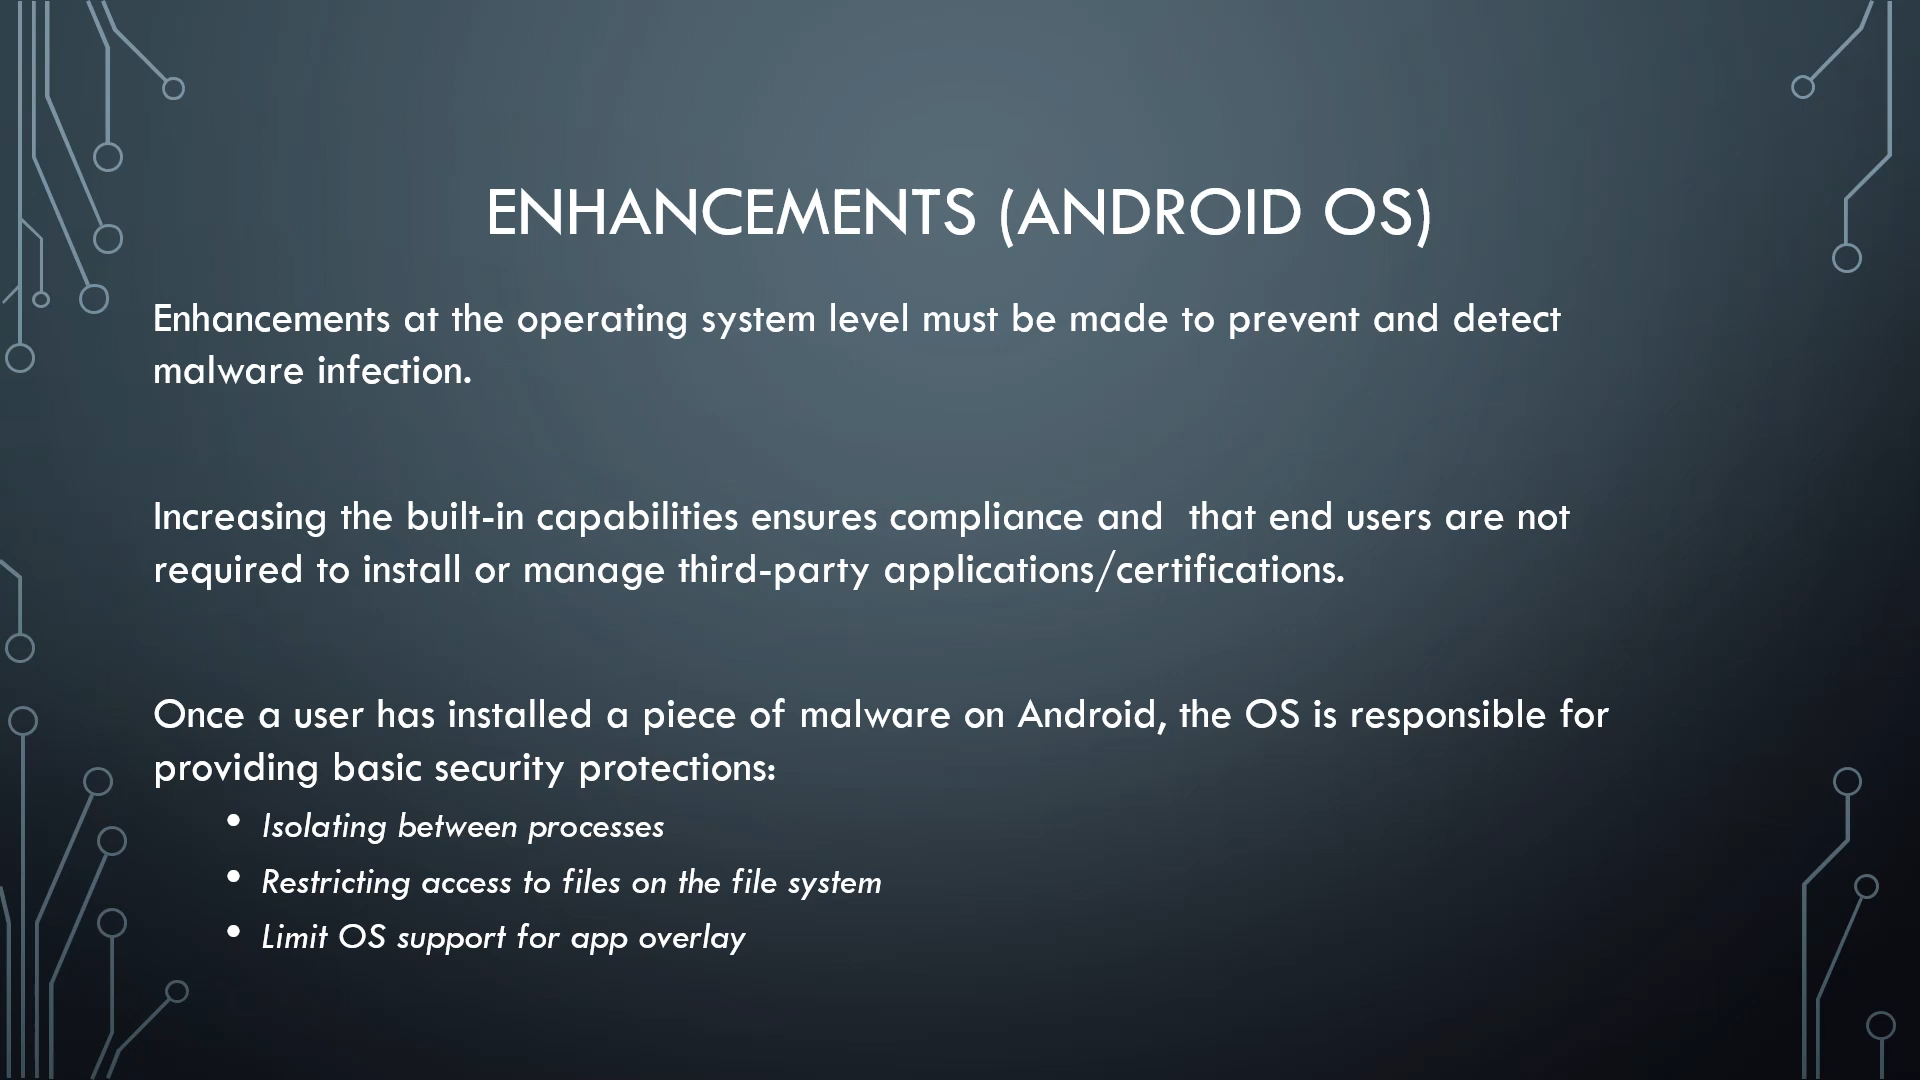 ENHANCEMENTS (ANDROID OS)
Enhancements at the operating system level must be made to prevent and detect
malware infection.
Increasing the built-in capabilities ensures compliance and  that end users are not
required to install or manage third-party applications/certifications.
Once a user has installed a piece of malware on Android, the OS is responsible for
providing basic security protections:
• Isolating between processes
• Restricting access to files on the file system
• Limit OS support for app overlay